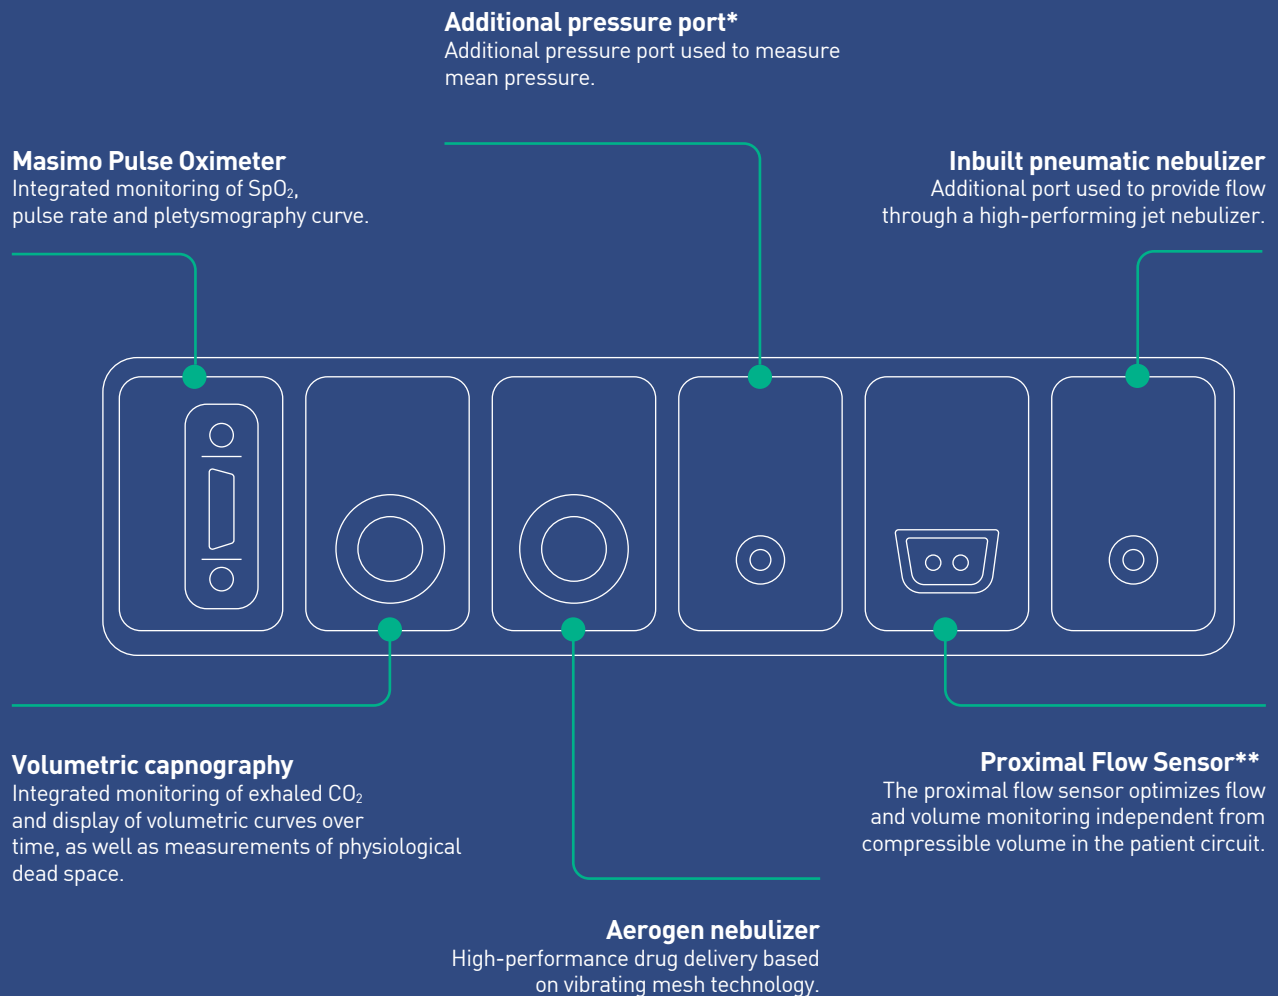 Additional pressure port*
Additional pressure port used to measure
mean pressure.
Masimo Pulse Oximeter
Integrated monitoring of SpO₂,
pulse rate and pletysmography curve.
Inbuilt pneumatic nebulizer
Additional port used to provide flow
through a high-performing jet nebulizer.
Volumetric capnography
Integrated monitoring of exhaled CO₂
and display of volumetric curves over
time, as well as measurements of physiological
dead space.
Proximal Flow Sensor**
The proximal flow sensor optimizes flow
and volume monitoring independent from
compressible volume in the patient circuit.
Aerogen nebulizer
High-performance drug delivery based
on vibrating mesh technology.